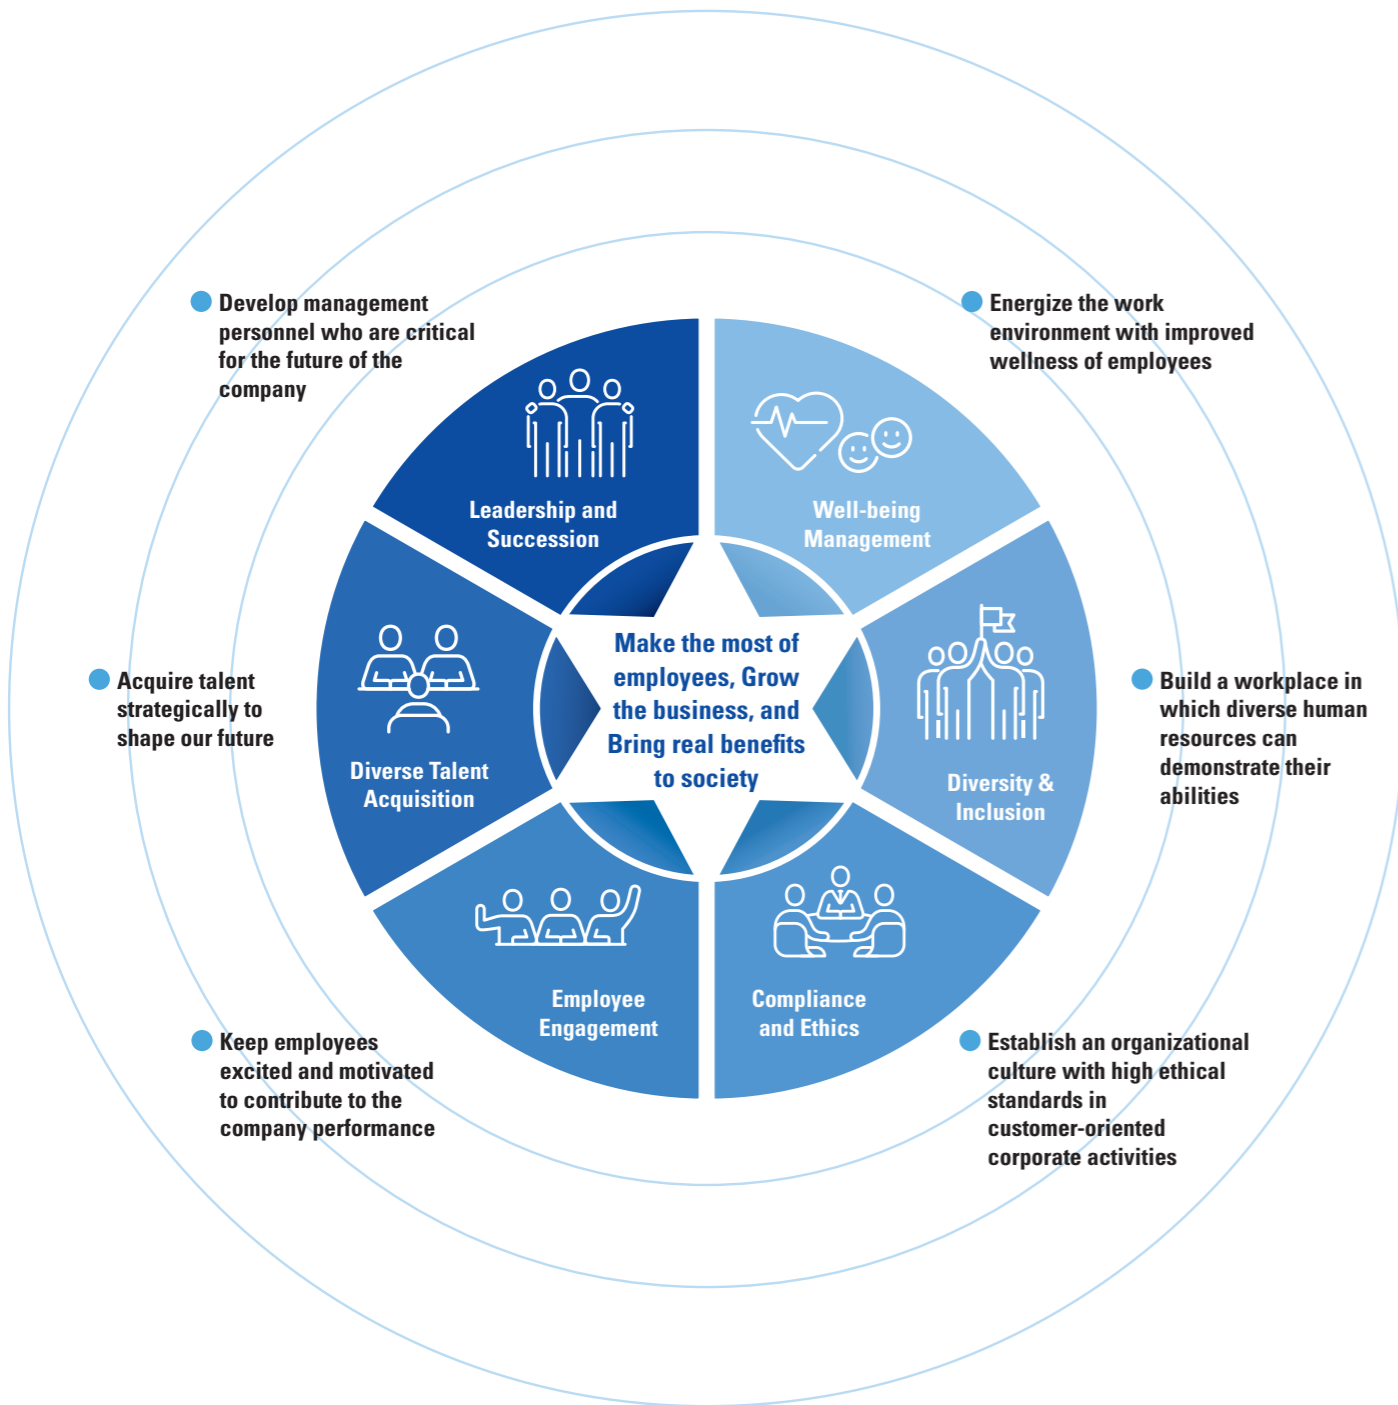 Develop management
personnel who are critical
for the future of the
company
Energize the work
environment with improved
wellness of employees
Leadership and
Succession
Well-being
Management
Make the most of
employees, Grow
the business, and
Bring real benefits
to society
Acquire talent
strategically to
shape our future
Diverse Talent
Acquisition
Diversity &
Inclusion
Build a workplace in
which diverse human
resources can
demonstrate their
abilities
Employee
Engagement
Compliance
and Ethics
Keep employees
excited and motivated
to contribute to the
company performance
Establish an organizational
culture with high ethical
standards in
customer-oriented
corporate activities